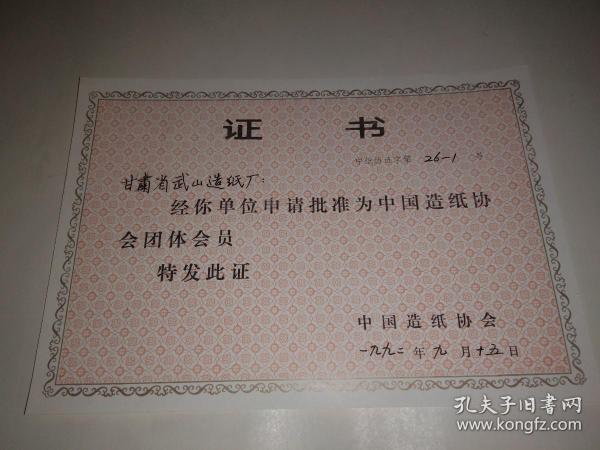 证 书
字第 26-1 号
甘肃省武山造纸厂:
经你单位申请批准为中国造纸协
会团体会员
特发此证
中国造纸协会
一九九二年九月十五日
孔夫子旧书网
www.kongfz.com